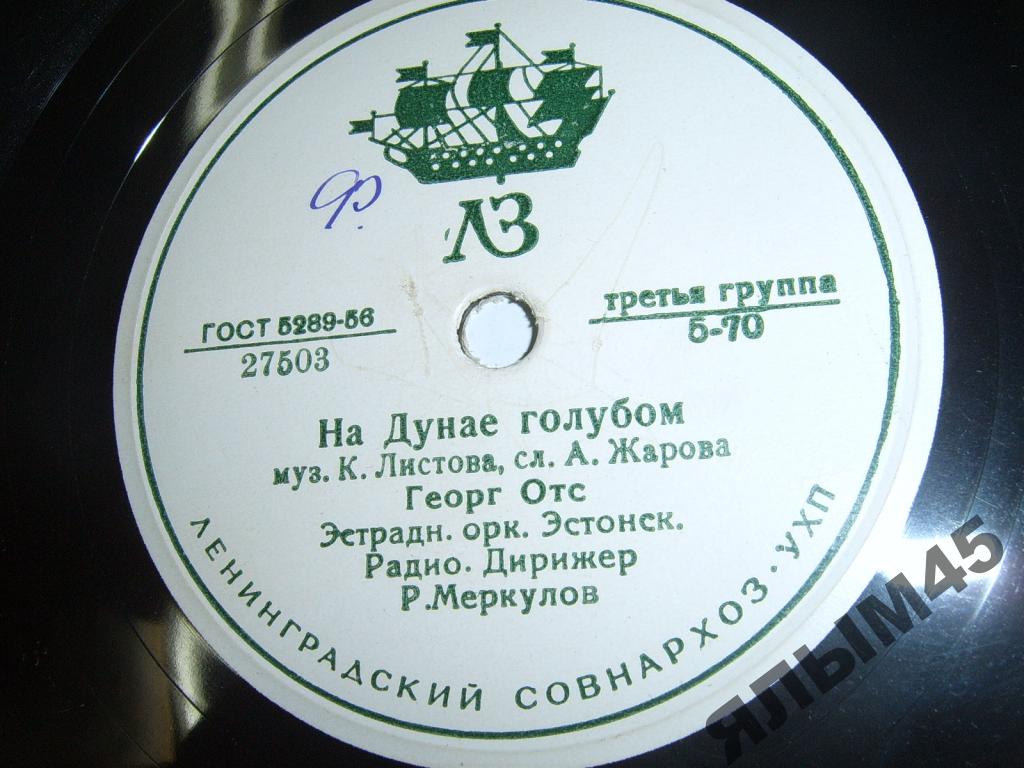 ЛЗ
ГОСТ 5289-56
27503
третья группа
5-70
На Дунае голубом
муз. К. Листова, сл. А. Жарова
Георг Отс
Эстрадн. орк. Эстонск.
Радио. Дирижер
Р.Меркулов
ЛЕНИНГРАДСКИЙ СОВНАРХОЗ·УХП
ЯЛЫМ45